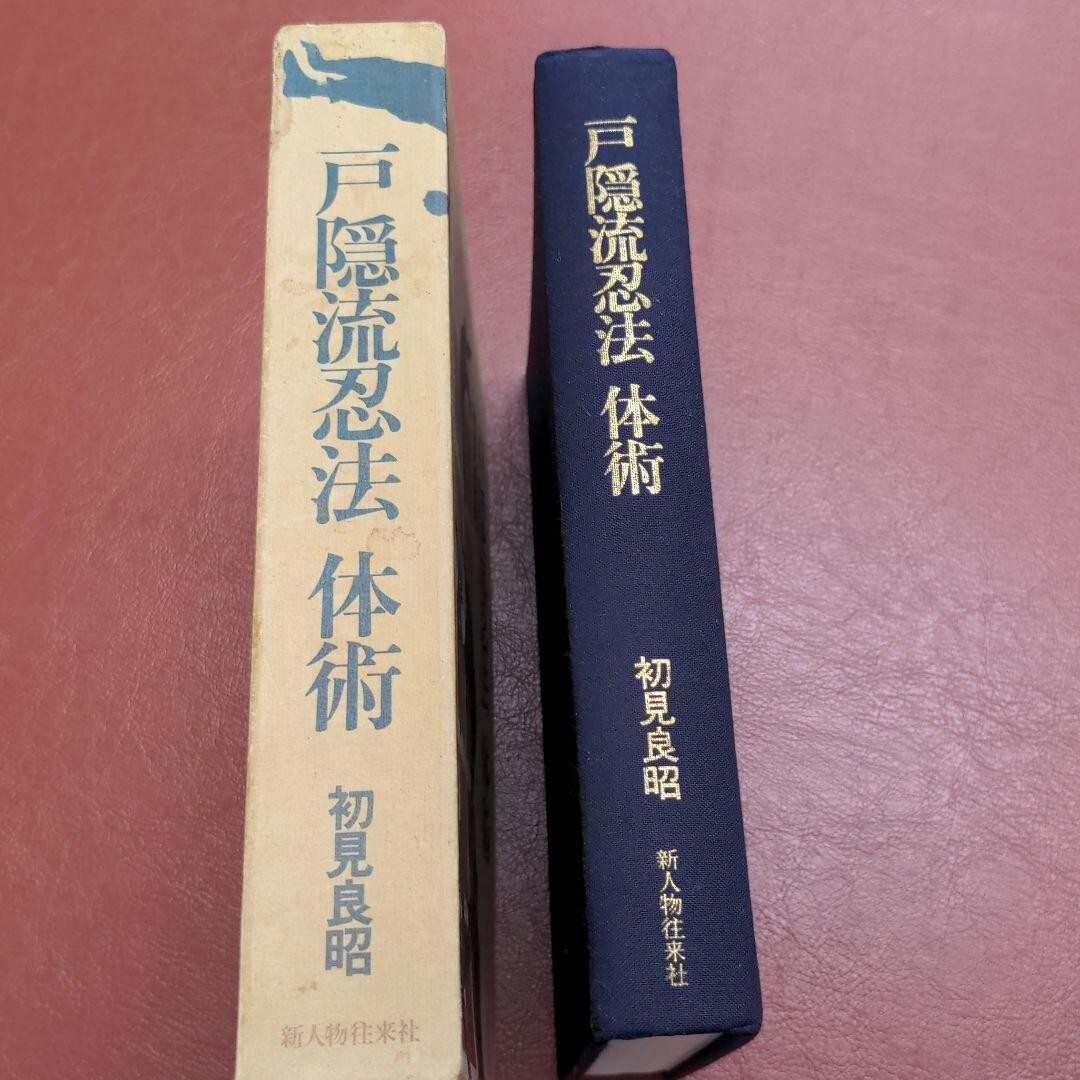 戸隠流忍法 体術
初見良昭
新人物往来社
戸隠流忍法 体術
初見良昭
新人物往来社